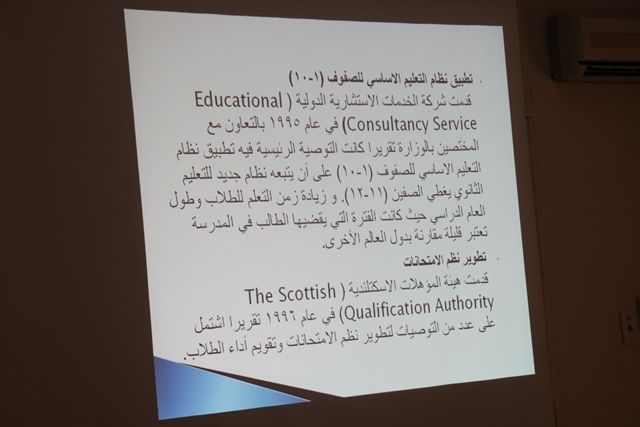 تطبيق نظام التعليم الاساسي للصفوف (١-١٠)
قدمت شركة الخدمات الاستشارية الدولية ( Educational
Consultancy Service) في عام ١٩٩٥ بالتعاون مع
المختصين بالوزارة تقريرا كانت التوصية الرئيسية فيه تطبيق نظام
التعليم الاساسي للصفوف (١-١٠) على أن يتبعه نظام جديد للتعليم
الثانوي يغطي الصفين (١١-١٢). و زيادة زمن التعلم للطلاب وطول
العام الدراسي حيث كانت الفترة التي يقضيها الطالب في المدرسة
تعتبر قليلة مقارنة بدول العالم الأخرى.
تطوير نظم الامتحانات
قدمت هيئة المؤهلات الاسكتلندية ( The Scottish
Qualification Authority) في عام ١٩٩٦ تقريرا اشتمل
على عدد من التوصيات لتطوير نظم الامتحانات وتقويم أداء الطلاب.